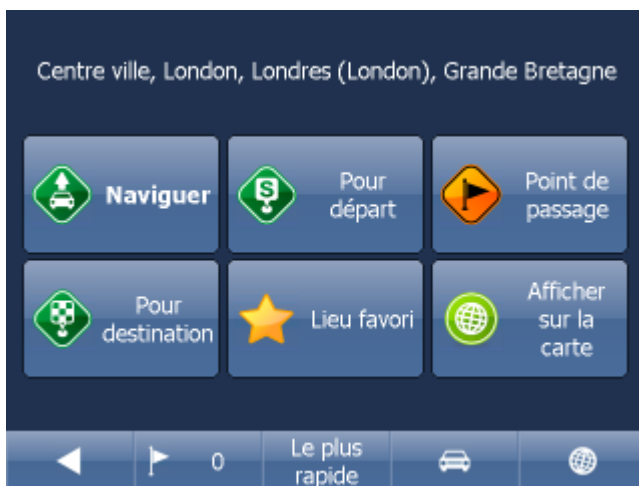 Centre ville, London, Londres (London), Grande Bretagne
Naviguer
Pour
départ
Point de
passage
Pour
destination
Lieu favori
Afficher
sur la
carte
0
Le plus
rapide